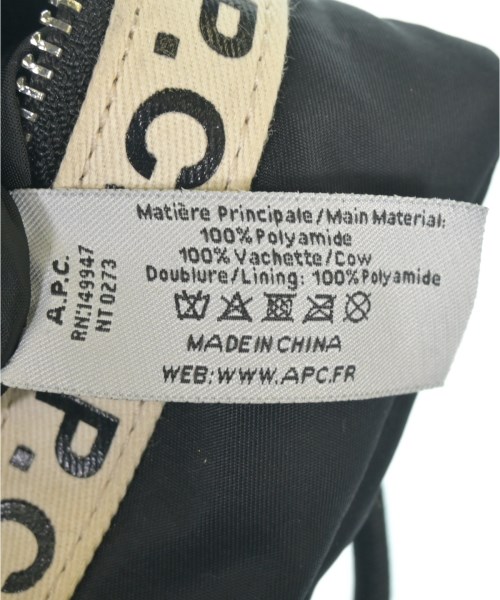 P.C
A.P.C.
RN:149947
NT 0273
Matière Principale/Main Material:
100% Polyamide
100% Vachette/Cow
Doublure/Lining: 100% Polyamide
MADE IN CHINA
WEB: WWW.APC.FR
P.C